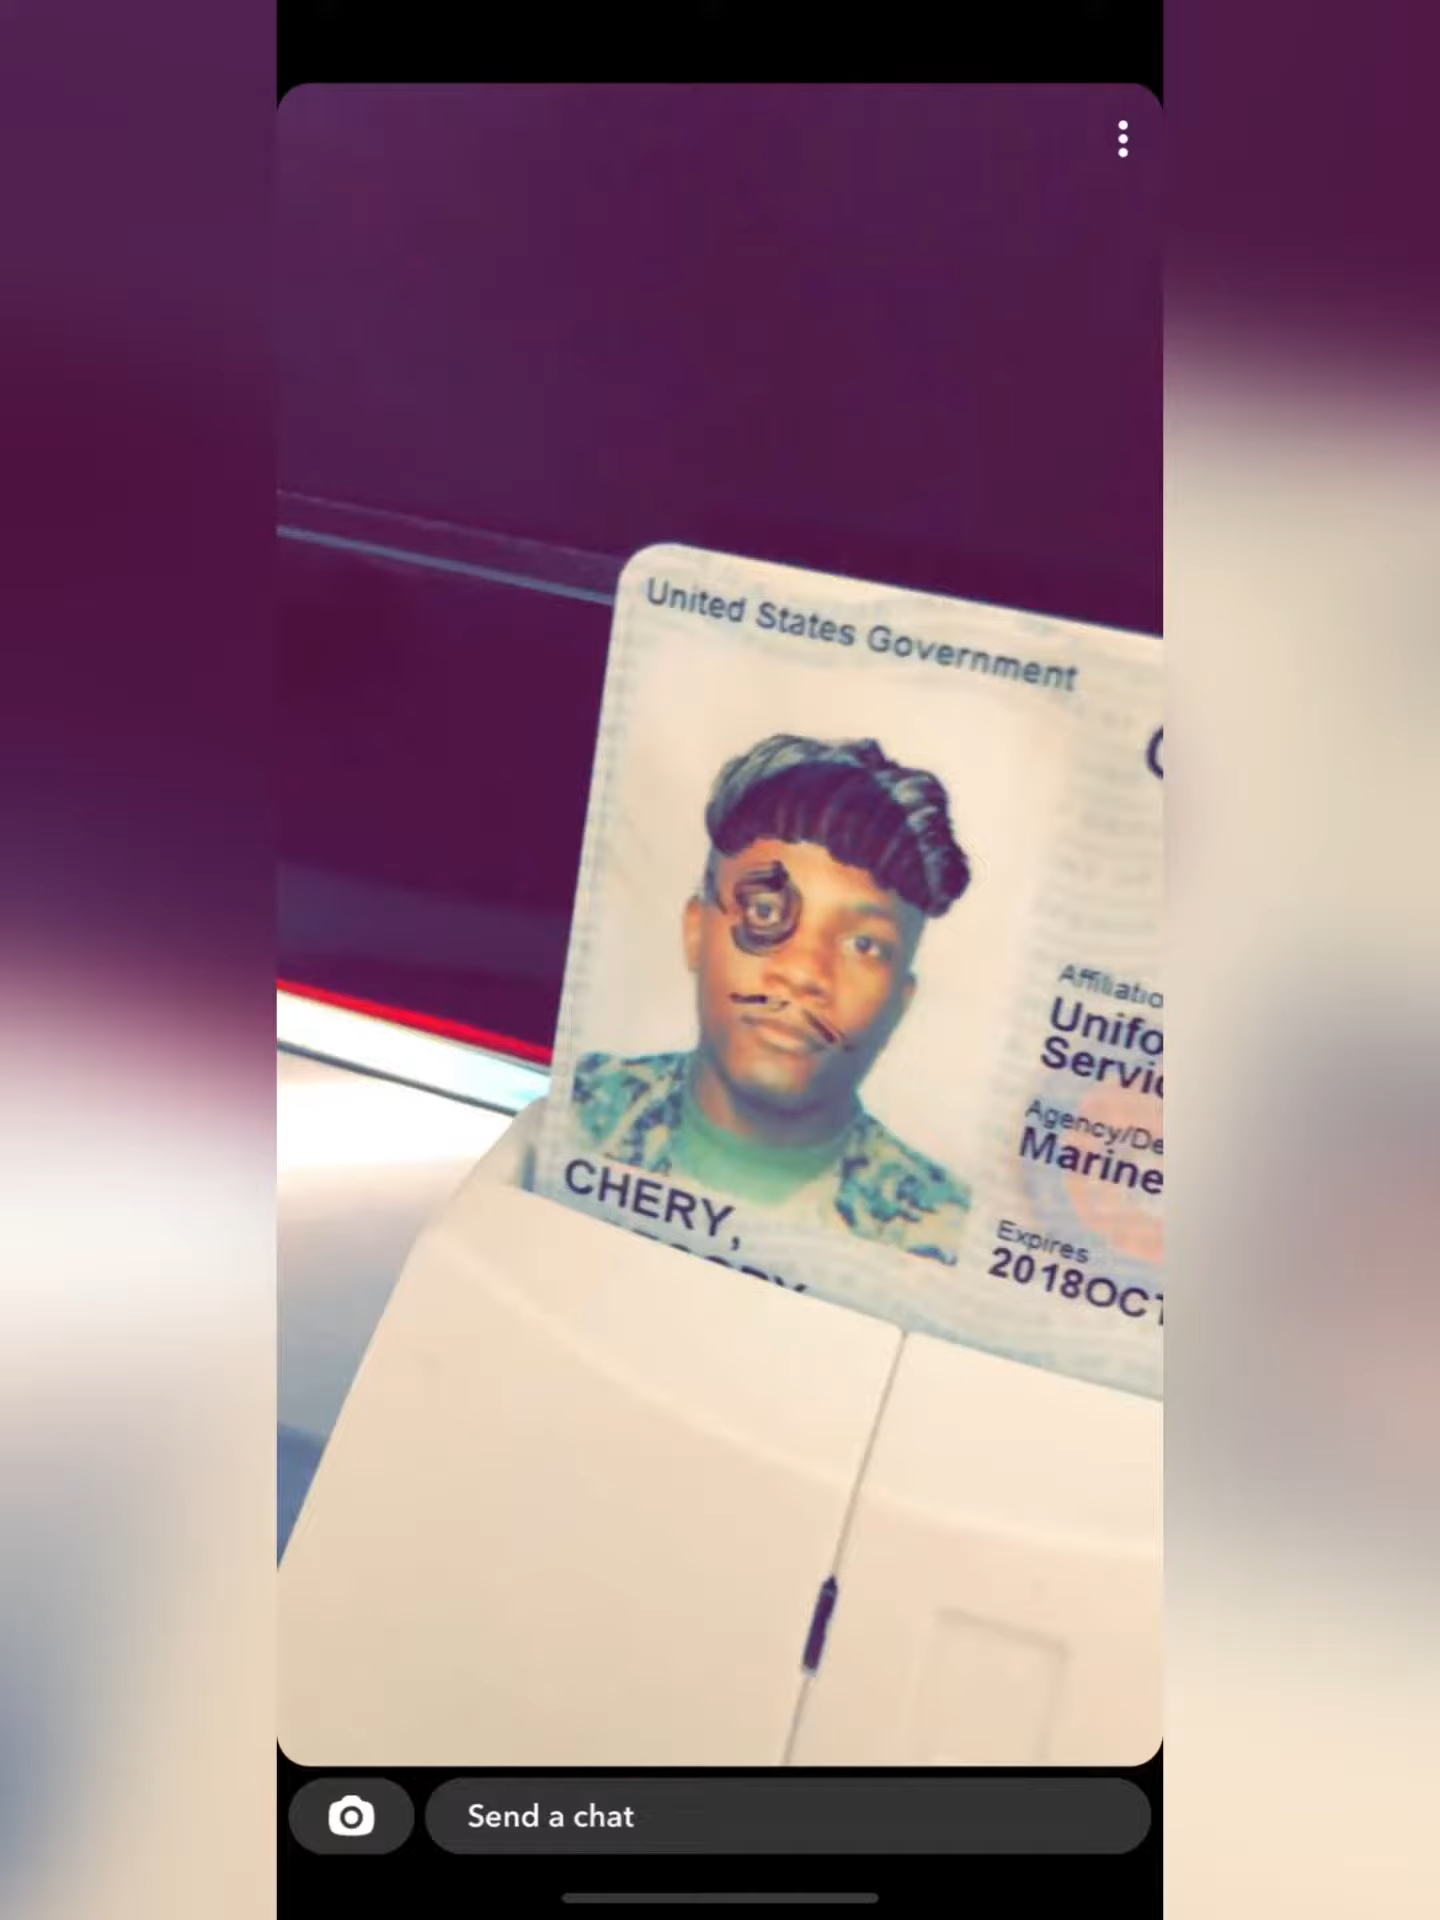 United States Government
Affiliatio
Unifo
Servic
Agency/De
Marine
CHERY,
Expires
2018OCT
Send a chat